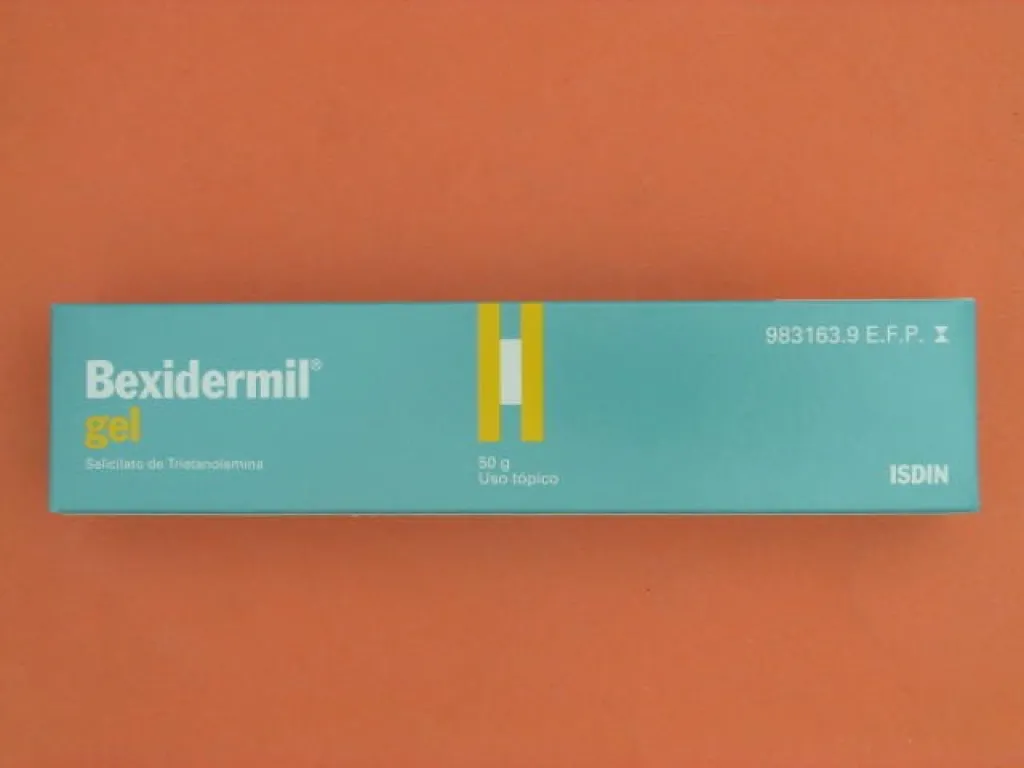 Bexidermil®
gel
Salicilato de Trietanolamina
50 g
Uso tópico
983163.9 E.F.P.
ISDIN